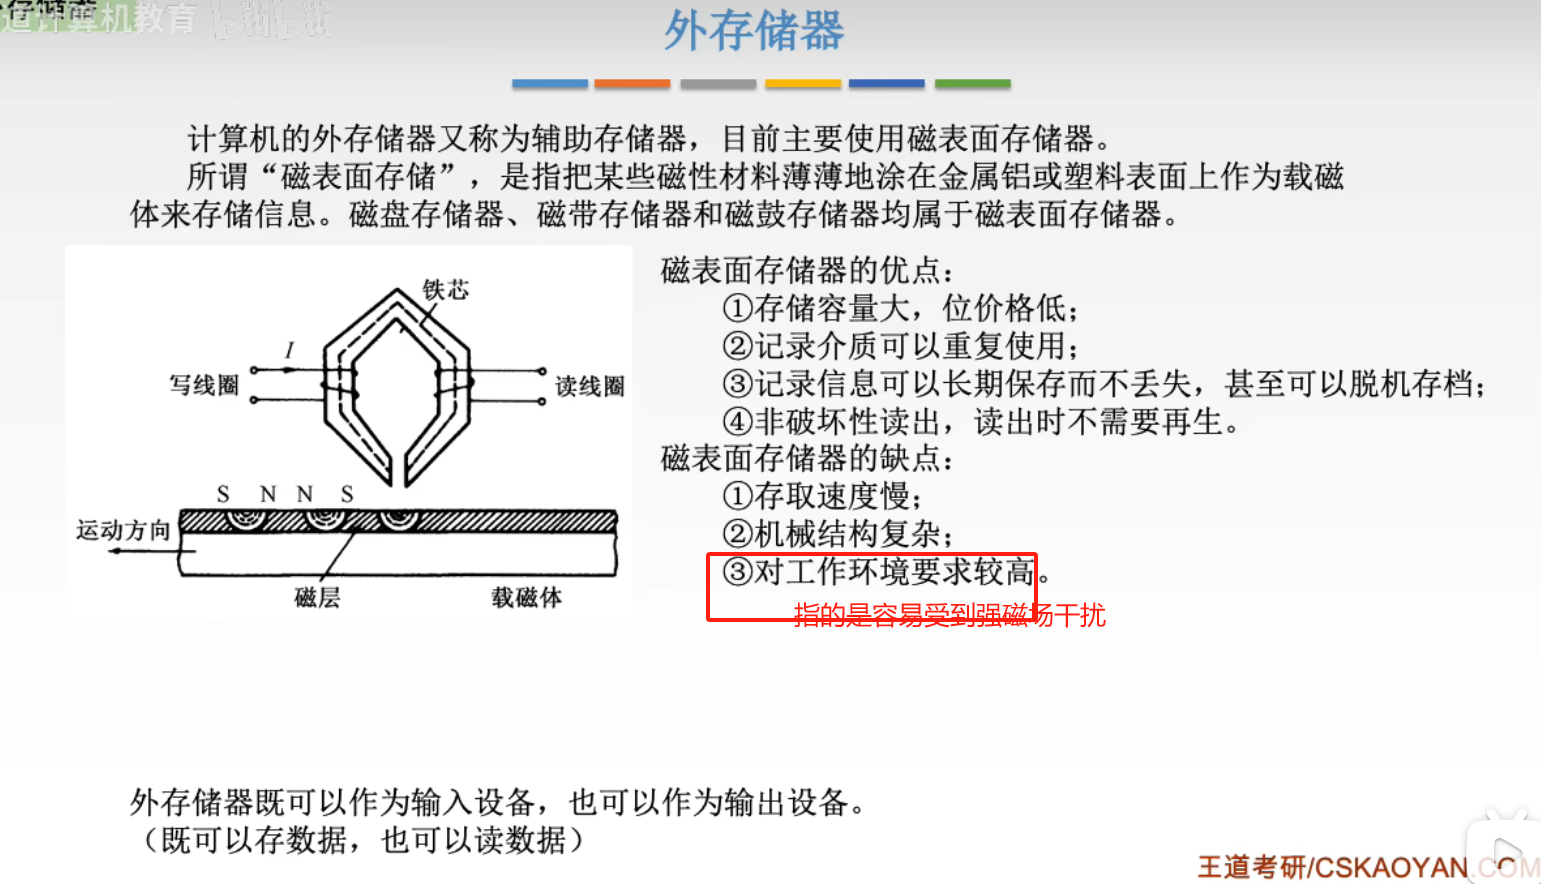 道计算机教育 bilibili
外存储器
计算机的外存储器又称为辅助存储器，目前主要使用磁表面存储器。
所谓“磁表面存储”，是指把某些磁性材料薄薄地涂在金属铝或塑料表面上作为载磁
体来存储信息。磁盘存储器、磁带存储器和磁鼓存储器均属于磁表面存储器。
铁芯
I
写线圈
读线圈
S N N S
运动方向
磁层
载磁体
磁表面存储器的优点：
①存储容量大，位价格低；
②记录介质可以重复使用；
③记录信息可以长期保存而不丢失，甚至可以脱机存档；
④非破坏性读出，读出时不需要再生。
磁表面存储器的缺点：
①存取速度慢；
②机械结构复杂；
③对工作环境要求较高。
指的是容易受到强磁场干扰
外存储器既可以作为输入设备，也可以作为输出设备。
（既可以存数据，也可以读数据）
王道考研/CSKAOYAN.COM